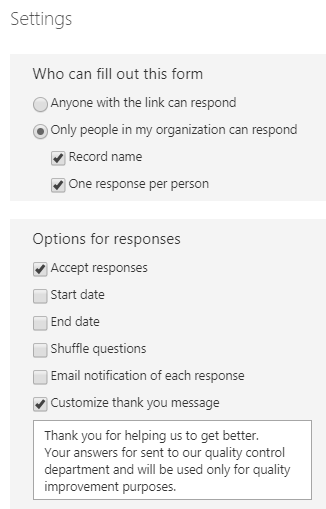 Settings
Who can fill out this form
Anyone with the link can respond
Only people in my organization can respond
Record name
One response per person
Options for responses
Accept responses
Start date
End date
Shuffle questions
Email notification of each response
Customize thank you message
Thank you for helping us to get better.
Your answers for sent to our quality control
department and will be used only for quality
improvement purposes.